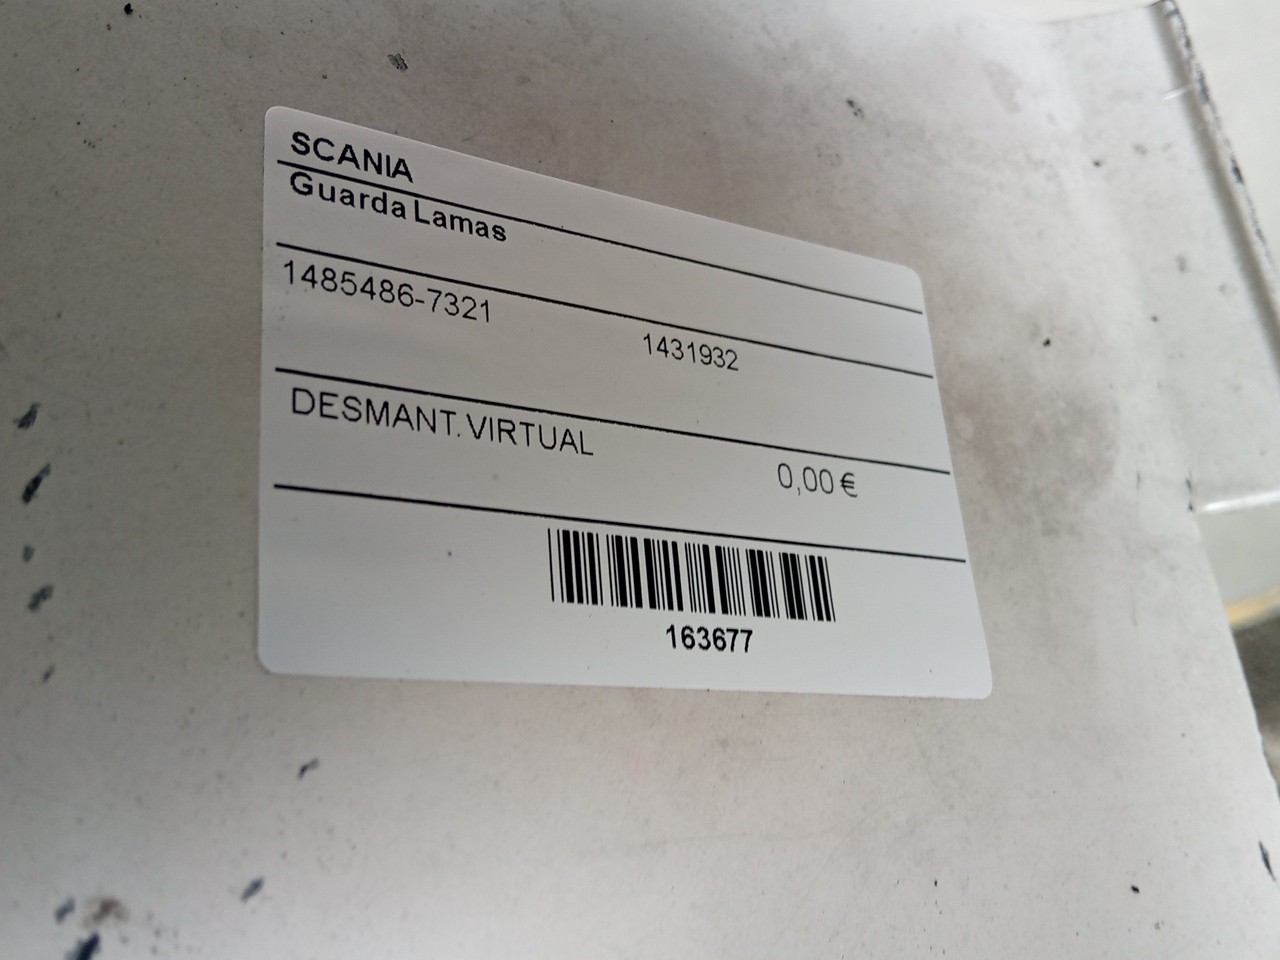 SCANIA
Guarda Lamas
1485486-7321
1431932
DESMANT. VIRTUAL
0,00 €
163677